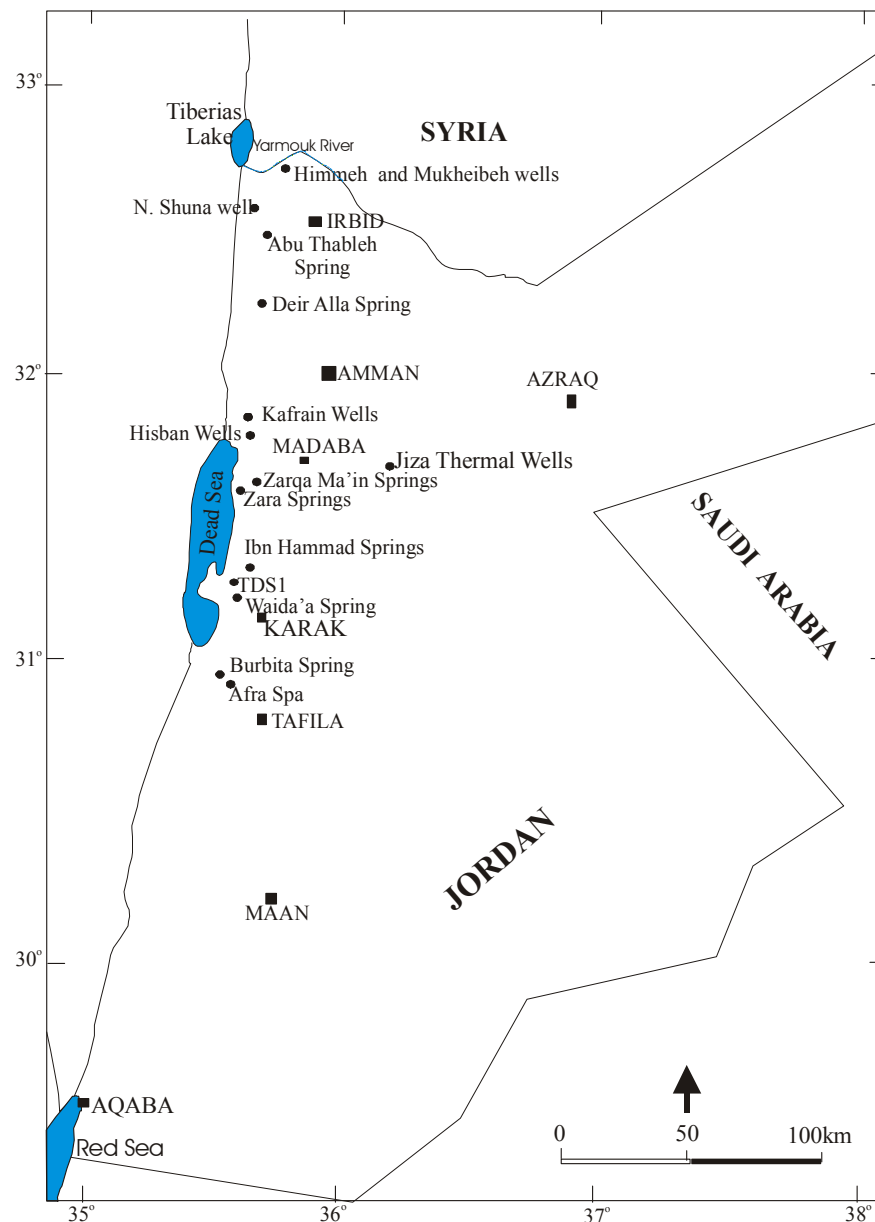 33°
Tiberias
Lake
SYRIA
Yarmouk River
Himmeh and Mukheibeh wells
N. Shuna well
IRBID
Abu Thableh
Spring
Deir Alla Spring
32°
AMMAN
AZRAQ
Kafrain Wells
Hisban Wells
MADABA
Jiza Thermal Wells
Zarqa Ma'in Springs
Zara Springs
Dead Sea
SAUDI ARABIA
Ibn Hammad Springs
TDS1
Waida'a Spring
KARAK
31°
Burbita Spring
Afra Spa
TAFILA
JORDAN
MAAN
30°
AQABA
Red Sea
0 50 100km
35° 36° 37° 38°